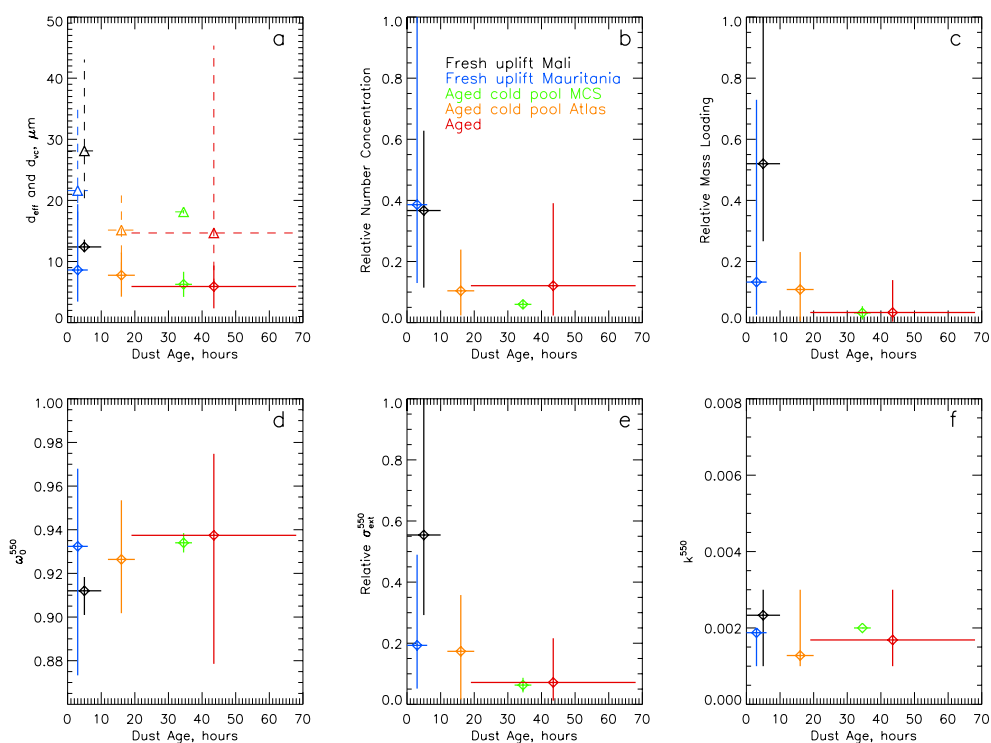 a
50
40
30
20
10
0
d_eff and d_vc, μm
0 10 20 30 40 50 60 70
Dust Age, hours
b
Fresh uplift Mali
Fresh uplift Mauritania
Aged cold pool MCS
Aged cold pool Atlas
Aged
1.0
0.8
0.6
0.4
0.2
0.0
Relative Number Concentration
0 10 20 30 40 50 60 70
Dust Age, hours
c
1.0
0.8
0.6
0.4
0.2
0.0
Relative Mass Loading
0 10 20 30 40 50 60 70
Dust Age, hours
d
1.00
0.98
0.96
0.94
0.92
0.90
0.88
ω_0^550
0 10 20 30 40 50 60 70
Dust Age, hours
e
1.0
0.8
0.6
0.4
0.2
0.0
Relative σ_ext^550
0 10 20 30 40 50 60 70
Dust Age, hours
f
0.008
0.006
0.004
0.002
0.000
k^550
0 10 20 30 40 50 60 70
Dust Age, hours